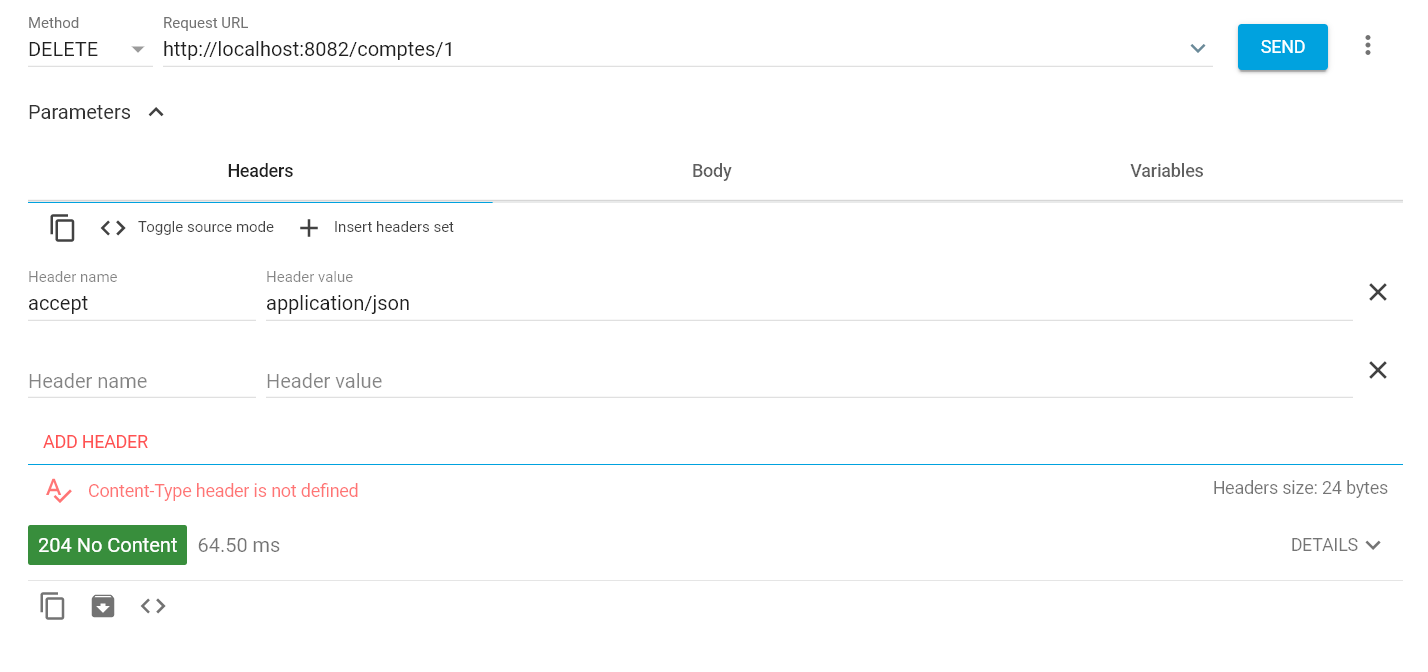 Method
Request URL
DELETE
http://localhost:8082/comptes/1
SEND
Parameters
Headers
Body
Variables
Toggle source mode
Insert headers set
Header name
Header value
accept
application/json
Header name
Header value
ADD HEADER
Content-Type header is not defined
Headers size: 24 bytes
204 No Content
64.50 ms
DETAILS